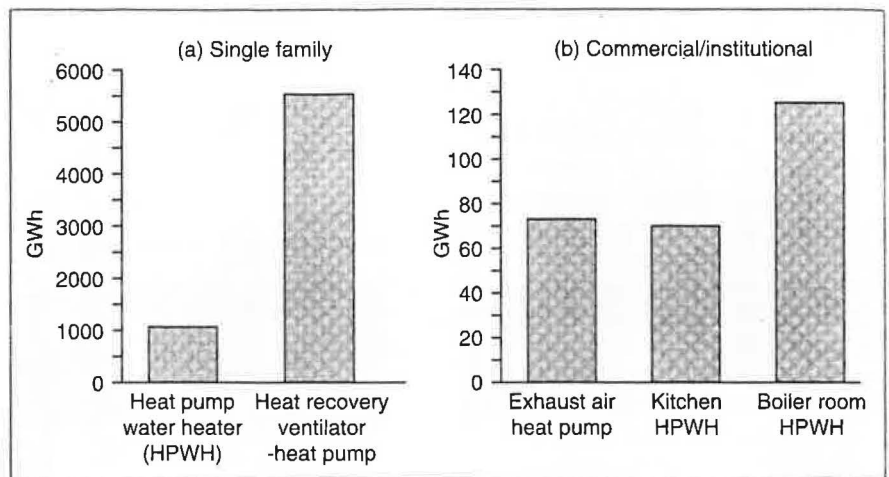 (a) Single family
6000
5000
4000
3000
2000
1000
0
GWh
Heat pump
water heater
(HPWH)
Heat recovery
ventilator
-heat pump
(b) Commercial/institutional
140
120
100
80
60
40
20
0
GWh
Exhaust air
heat pump
Kitchen
HPWH
Boiler room
HPWH